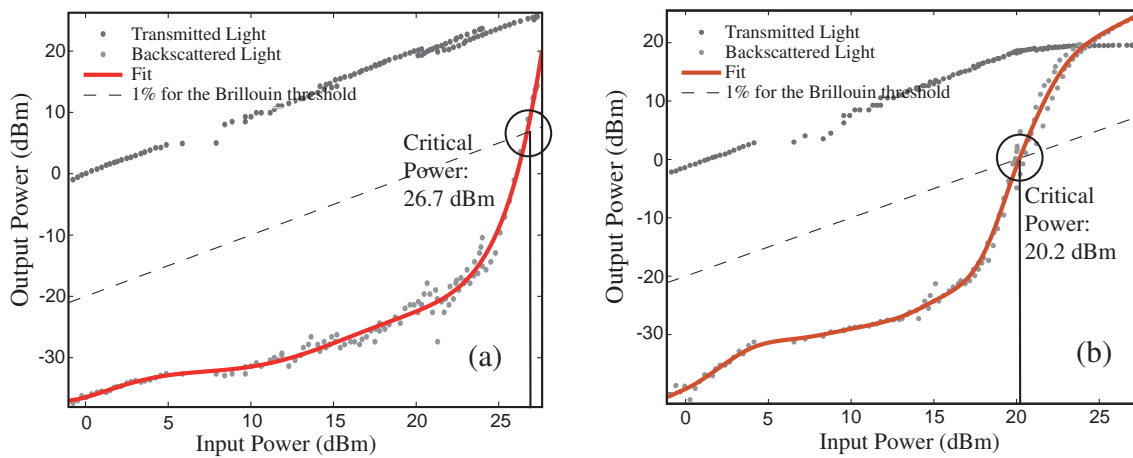 Transmitted Light
Backscattered Light
Fit
1% for the Brillouin threshold
Critical
Power:
26.7 dBm
(a)
20
10
0
-10
-20
-30
0
5
10
15
20
25
Input Power (dBm)
Output Power (dBm)
Transmitted Light
Backscattered Light
Fit
1% for the Brillouin threshold
Critical
Power:
20.2 dBm
(b)
20
10
0
-10
-20
-30
0
5
10
15
20
25
Input Power (dBm)
Output Power (dBm)